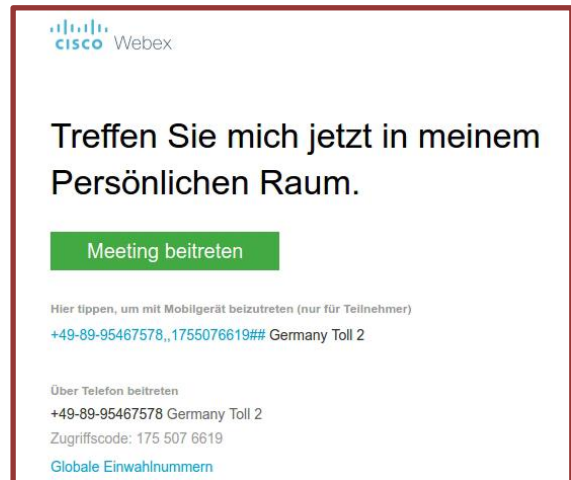 cisco Webex
Treffen Sie mich jetzt in meinem
Persönlichen Raum.
Meeting beitreten
Hier tippen, um mit Mobilgerät beizutreten (nur für Teilnehmer)
+49-89-95467578,,1755076619## Germany Toll 2
Über Telefon beitreten
+49-89-95467578 Germany Toll 2
Zugriffscode: 175 507 6619
Globale Einwahlnummern